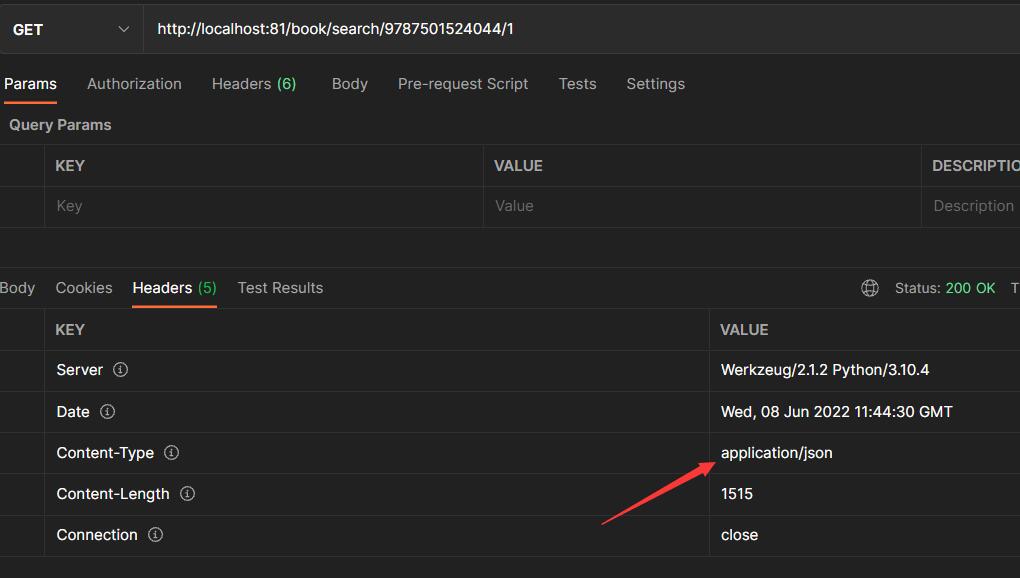 GET http://localhost:81/book/search/9787501524044/1
Params Authorization Headers (6) Body Pre-request Script Tests Settings
Query Params
KEY VALUE DESCRIPTIO
Key Value Description
Body Cookies Headers (5) Test Results Status: 200 OK T
KEY VALUE
Server Werkzeug/2.1.2 Python/3.10.4
Date Wed, 08 Jun 2022 11:44:30 GMT
Content-Type application/json
Content-Length 1515
Connection close